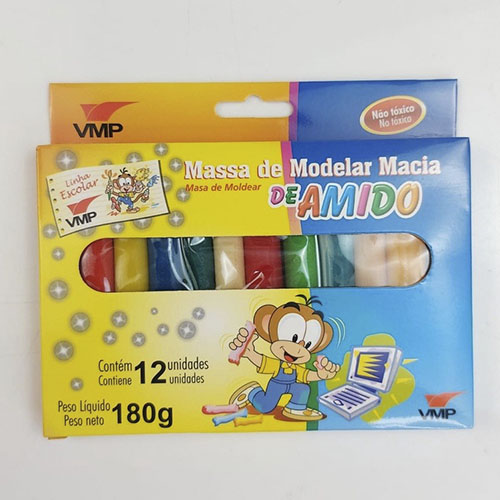 VMP
Não tóxico
No tóxico
Linha
Escolar
VMP
Massa de Modelar Macia
Masa de Moldear
DE AMIDO
Contém 12 unidades
Contiene unidades
Peso Líquido 180g
Peso neto
VMP